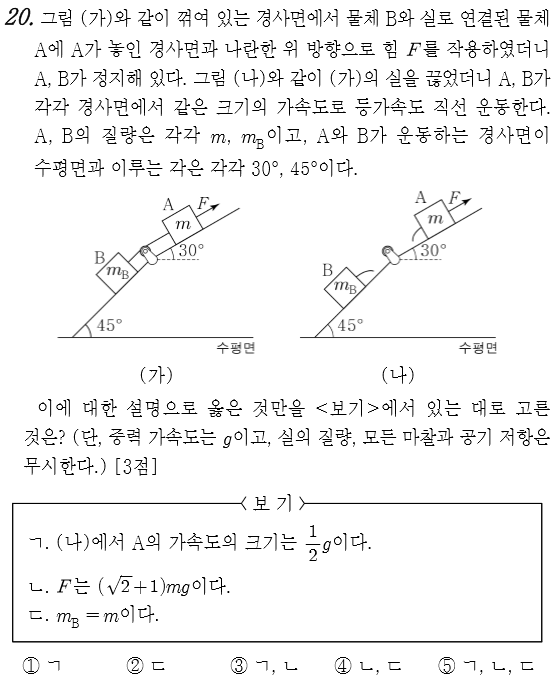 20. 그림 (가)와 같이 꺾여 있는 경사면에서 물체 B와 실로 연결된 물체
A에 A가 놓인 경사면과 나란한 위 방향으로 힘 F를 작용하였더니
A, B가 정지해 있다. 그림 (나)와 같이 (가)의 실을 끊었더니 A, B가
각각 경사면에서 같은 크기의 가속도로 등가속도 직선 운동한다.
A, B의 질량은 각각 m, m_B이고, A와 B가 운동하는 경사면이
수평면과 이루는 각은 각각 30°, 45°이다.
A F
m
B
m_B
30°
45°
수평면
(가)
A F
m
B
m_B
30°
45°
수평면
(나)
이에 대한 설명으로 옳은 것만을 <보기>에서 있는 대로 고른
것은? (단, 중력 가속도는 g이고, 실의 질량, 모든 마찰과 공기 저항은
무시한다.) [3점]
<보 기>
ㄱ. (나)에서 A의 가속도의 크기는 1/2 g이다.
ㄴ. F는 (√2+1)mg이다.
ㄷ. m_B = m이다.
① ㄱ ② ㄷ ③ ㄱ, ㄴ ④ ㄴ, ㄷ ⑤ ㄱ, ㄴ, ㄷ